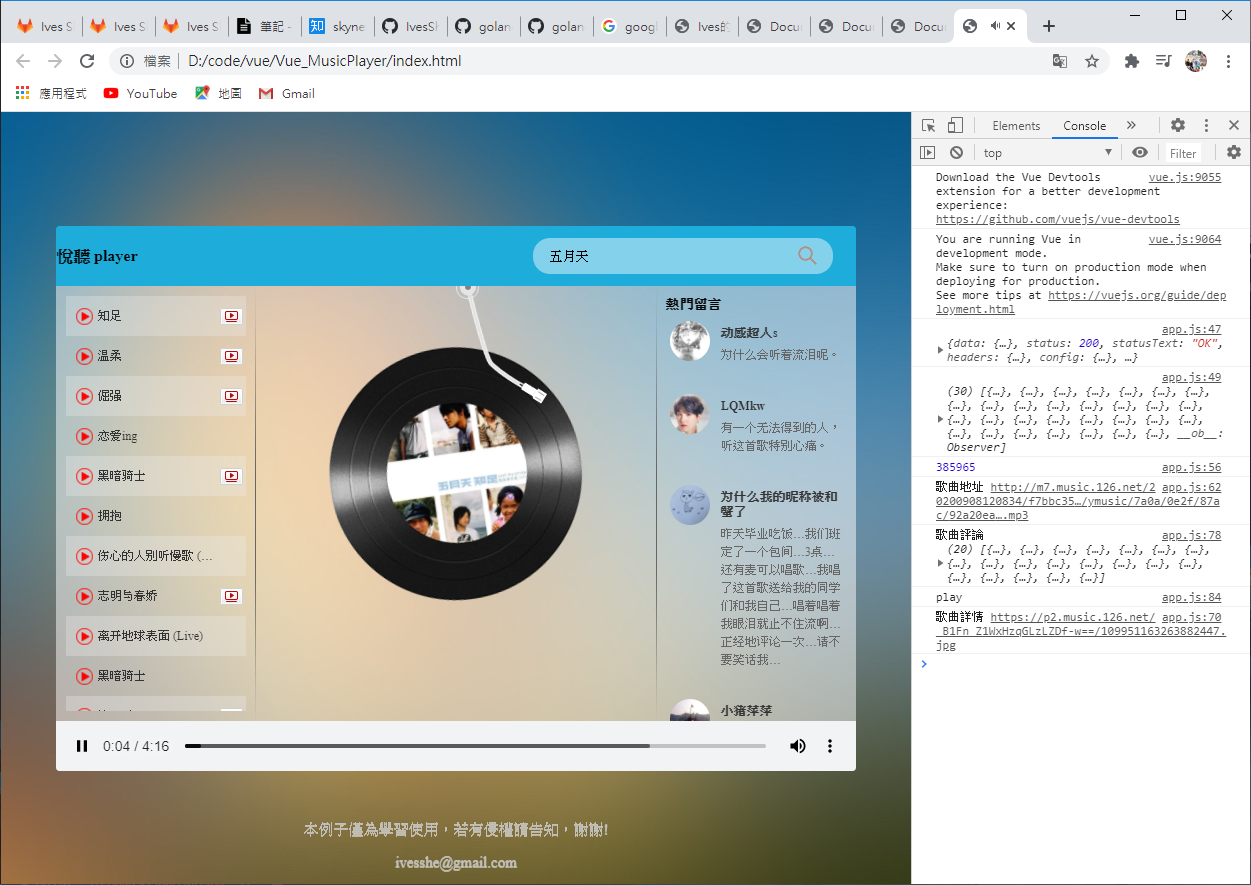 Ives S
Ives S
Ives S
筆記 -
知 skyne
IvesSh
golan
golan
goog
Ives的
Docu
Docu
Docu
檔案 | D:/code/vue/Vue_MusicPlayer/index.html
應用程式 YouTube 地圖 Gmail
悅聽 player
五月天
知足
温柔
倔强
恋爱ing
黑暗骑士
拥抱
伤心的人别听慢歌 (…
志明与春娇
离开地球表面 (Live)
黑暗骑士
五月天 知足
熱門留言
动感超人s
为什么会听着流泪呢。
LQMkw
有一个无法得到的人，
听这首歌特别心痛。
为什么我的昵称被和
蟹了
昨天毕业吃饭…我们班
定了一个包间…3点…
还有麦可以唱歌…我唱
了这首歌送给我的同学
们和我自己…唱着唱着
我眼泪就止不住流啊…
正经地评论一次…请不
要笑话我…
小猪萍萍
0:04 / 4:16
本例子僅為學習使用，若有侵權請告知，謝謝!
ivesshe@gmail.com
Elements Console »
top Filter
Download the Vue Devtools vue.js:9055
extension for a better development
experience:
https://github.com/vuejs/vue-devtools
You are running Vue in vue.js:9064
development mode.
Make sure to turn on production mode when
deploying for production.
See more tips at https://vuejs.org/guide/dep
loyment.html
app.js:47
{data: {…}, status: 200, statusText: "OK",
headers: {…}, config: {…}, …}
app.js:49
(30) [{…}, {…}, {…}, {…}, {…}, {…}, {…},
{…}, {…}, {…}, {…}, {…}, {…}, {…}, {…},
{…}, {…}, {…}, {…}, {…}, {…}, {…}, {…},
{…}, {…}, {…}, {…}, {…}, {…}, {…}, __ob__:
Observer]
385965 app.js:56
歌曲地址 http://m7.music.126.net/2 app.js:62
0200908120834/f7bbc35…/ymusic/7a0a/0e2f/87a
c/92a20ea….mp3
歌曲評論 app.js:78
(20) [{…}, {…}, {…}, {…}, {…}, {…}, {…},
{…}, {…}, {…}, {…}, {…}, {…}, {…}, {…},
{…}, {…}, {…}, {…}, {…}]
play app.js:84
歌曲詳情 https://p2.music.126.net/ app.js:70
_B1Fn_Z1WxHzqGLzLZDf-w==/109951163263882447.
jpg